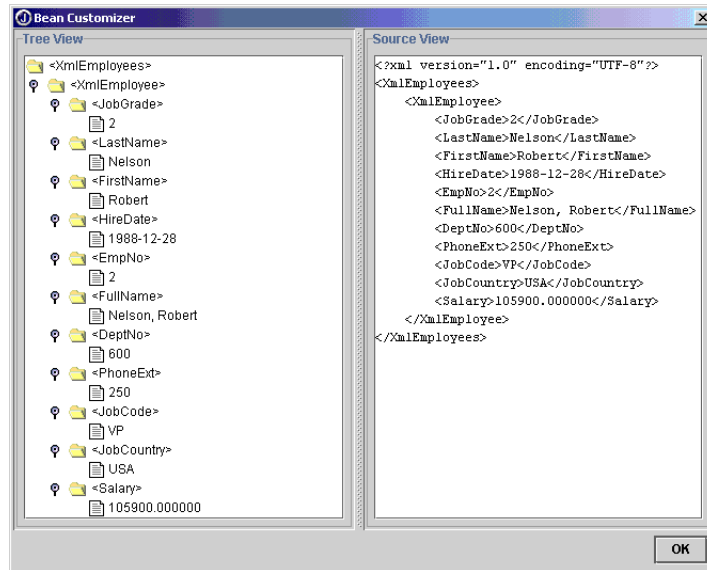 Bean Customizer
Tree View
<XmlEmployees>
<XmlEmployee>
<JobGrade>
2
<LastName>
Nelson
<FirstName>
Robert
<HireDate>
1988-12-28
<EmpNo>
2
<FullName>
Nelson, Robert
<DeptNo>
600
<PhoneExt>
250
<JobCode>
VP
<JobCountry>
USA
<Salary>
105900.000000
Source View
<?xml version="1.0" encoding="UTF-8"?>
<XmlEmployees>
<XmlEmployee>
<JobGrade>2</JobGrade>
<LastName>Nelson</LastName>
<FirstName>Robert</FirstName>
<HireDate>1988-12-28</HireDate>
<EmpNo>2</EmpNo>
<FullName>Nelson, Robert</FullName>
<DeptNo>600</DeptNo>
<PhoneExt>250</PhoneExt>
<JobCode>VP</JobCode>
<JobCountry>USA</JobCountry>
<Salary>105900.000000</Salary>
</XmlEmployee>
</XmlEmployees>
OK